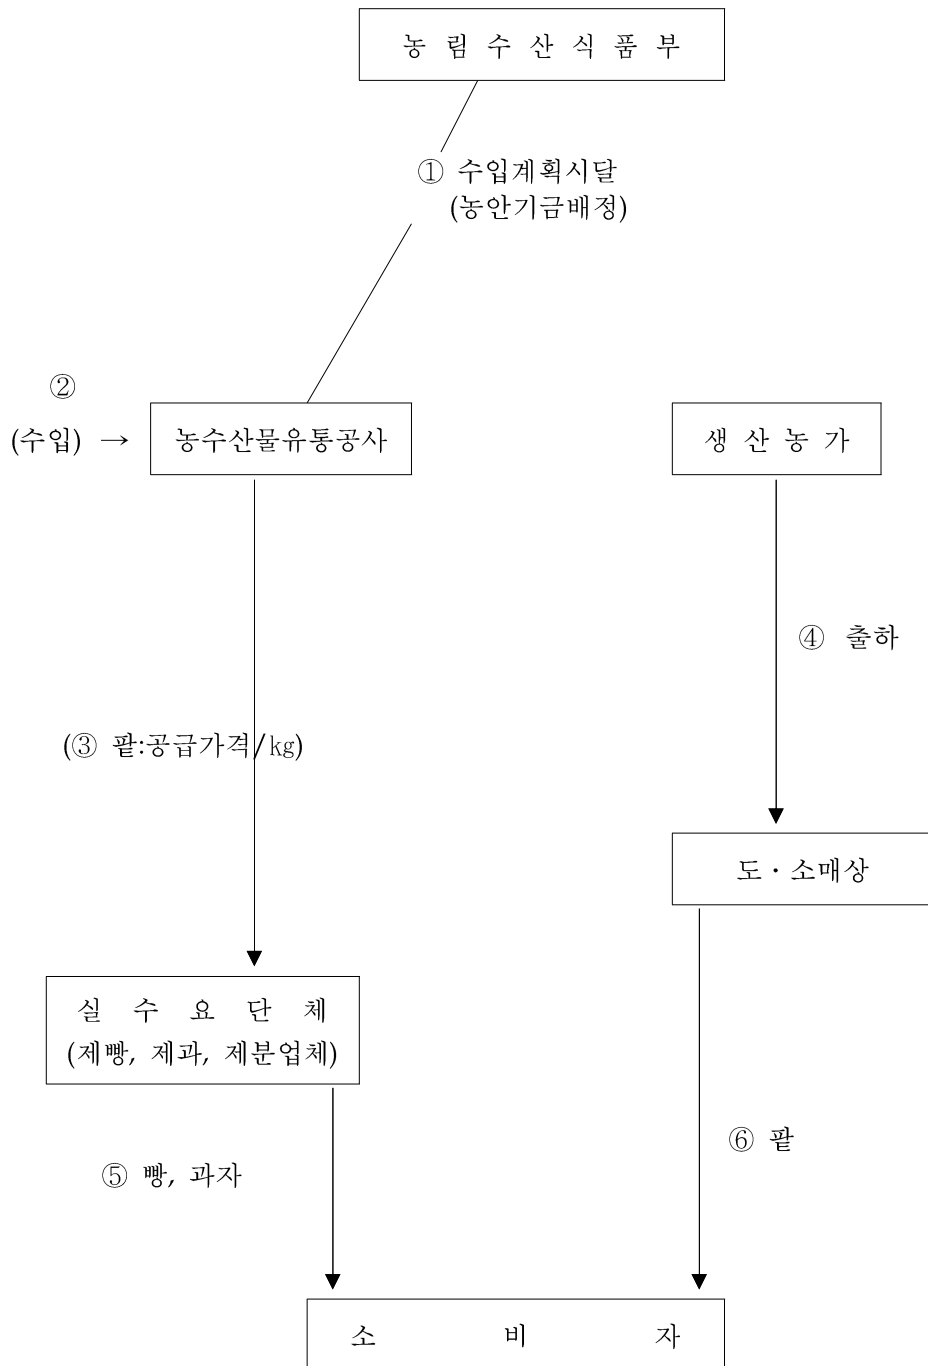 농 림 수 산 식 품 부
① 수입계획시달
(농안기금배정)
②
(수입) →
농수산물유통공사
생 산 농 가
④ 출하
(③ 팥:공급가격/kg)
도·소매상
실 수 요 단 체
(제빵, 제과, 제분업체)
⑥ 팥
⑤ 빵, 과자
소 비 자